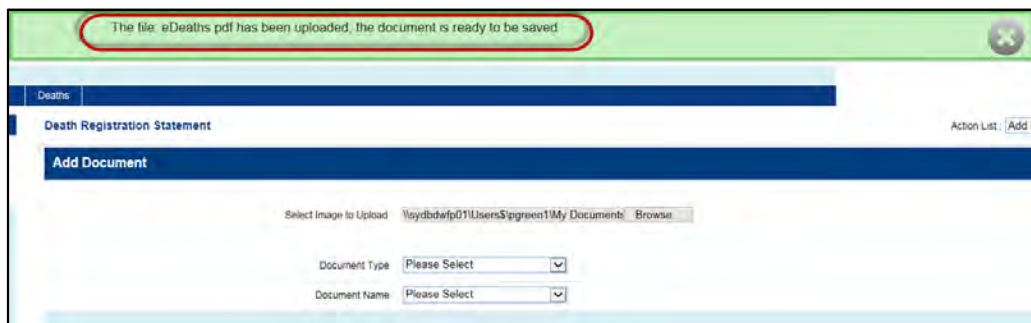 The file: eDeaths pdf has been uploaded, the document is ready to be saved
Deaths
Death Registration Statement Action List : Add
Add Document
Select Image to Upload \\sydbdwfp01\Users$\pgreen1\My Documents Browse...
Document Type Please Select
Document Name Please Select